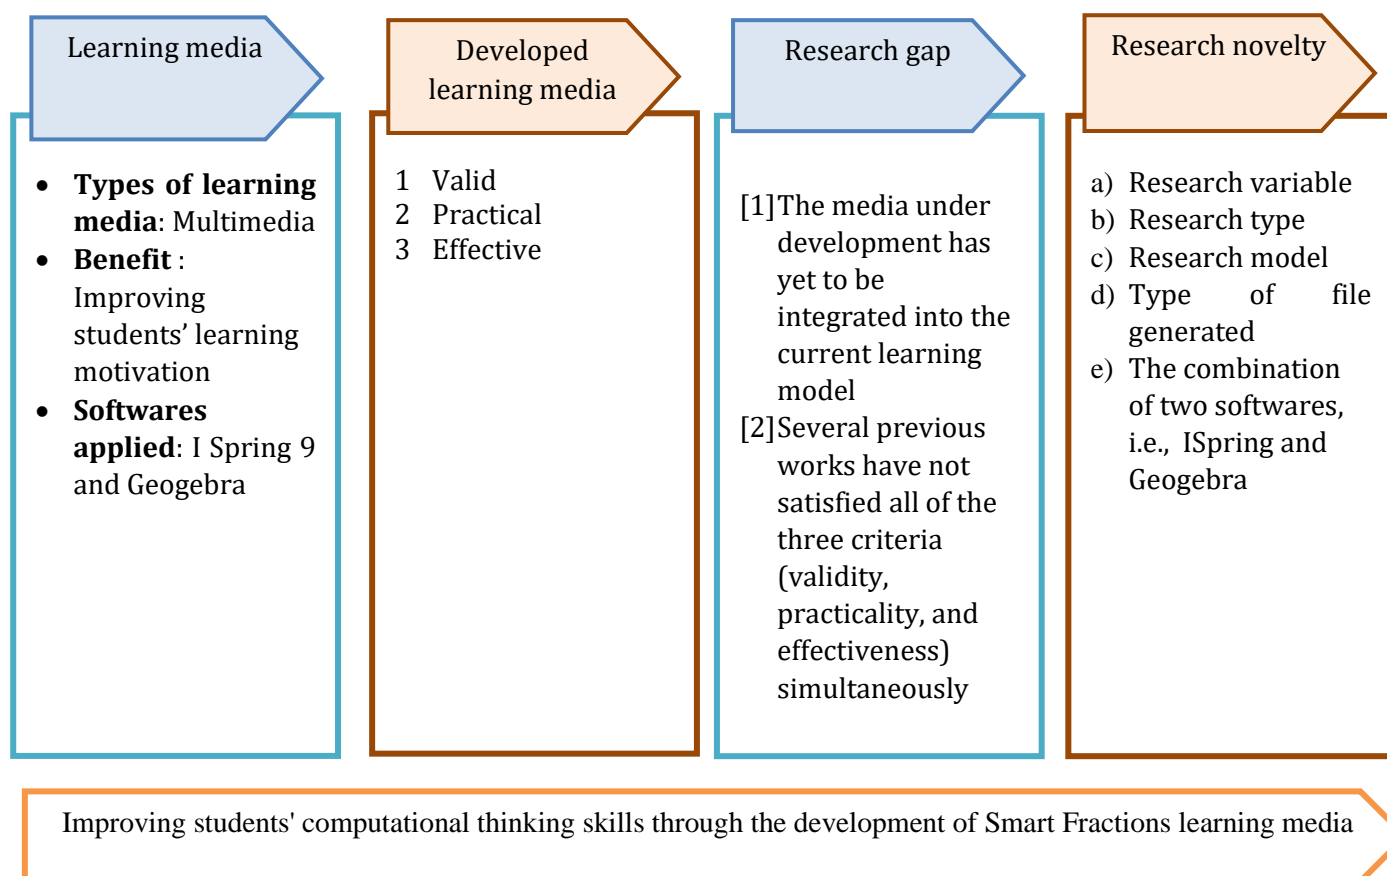 Learning media
• Types of learning
media: Multimedia
• Benefit :
Improving
students’ learning
motivation
• Softwares
applied: I Spring 9
and Geogebra
Developed
learning media
1 Valid
2 Practical
3 Effective
Research gap
[1]The media under
development has
yet to be
integrated into the
current learning
model
[2]Several previous
works have not
satisfied all of the
three criteria
(validity,
practicality, and
effectiveness)
simultaneously
Research novelty
a) Research variable
b) Research type
c) Research model
d) Type of file
generated
e) The combination
of two softwares,
i.e., ISpring and
Geogebra
Improving students' computational thinking skills through the development of Smart Fractions learning media